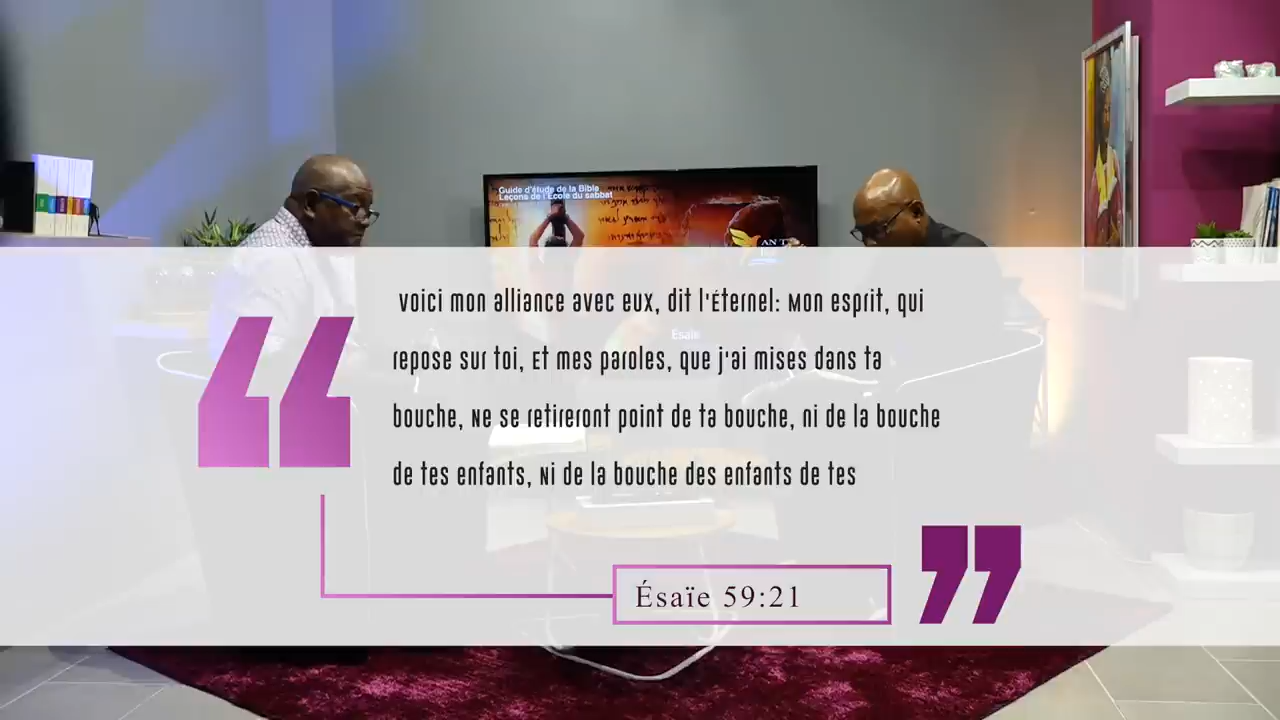 Guide d'étude de la Bible
Leçons de l'École du sabbat
AN T
Voici mon alliance avec eux, dit l'Éternel: Mon esprit, qui
Esaïe
repose sur toi, Et mes paroles, que j'ai mises dans ta
bouche, Ne se retireront point de ta bouche, ni de la bouche
de tes enfants, Ni de la bouche des enfants de tes
Ésaïe 59:21